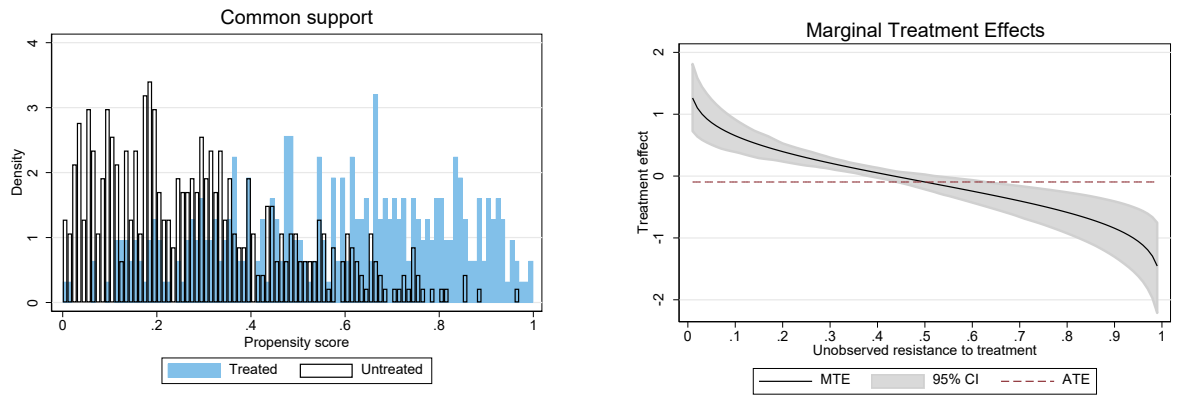 Common support
4
3
2
1
0
Density
0 .2 .4 .6 .8 1
Propensity score
Treated Untreated
Marginal Treatment Effects
2
1
0
-1
-2
Treatment effect
0 .1 .2 .3 .4 .5 .6 .7 .8 .9 1
Unobserved resistance to treatment
MTE 95% CI ATE